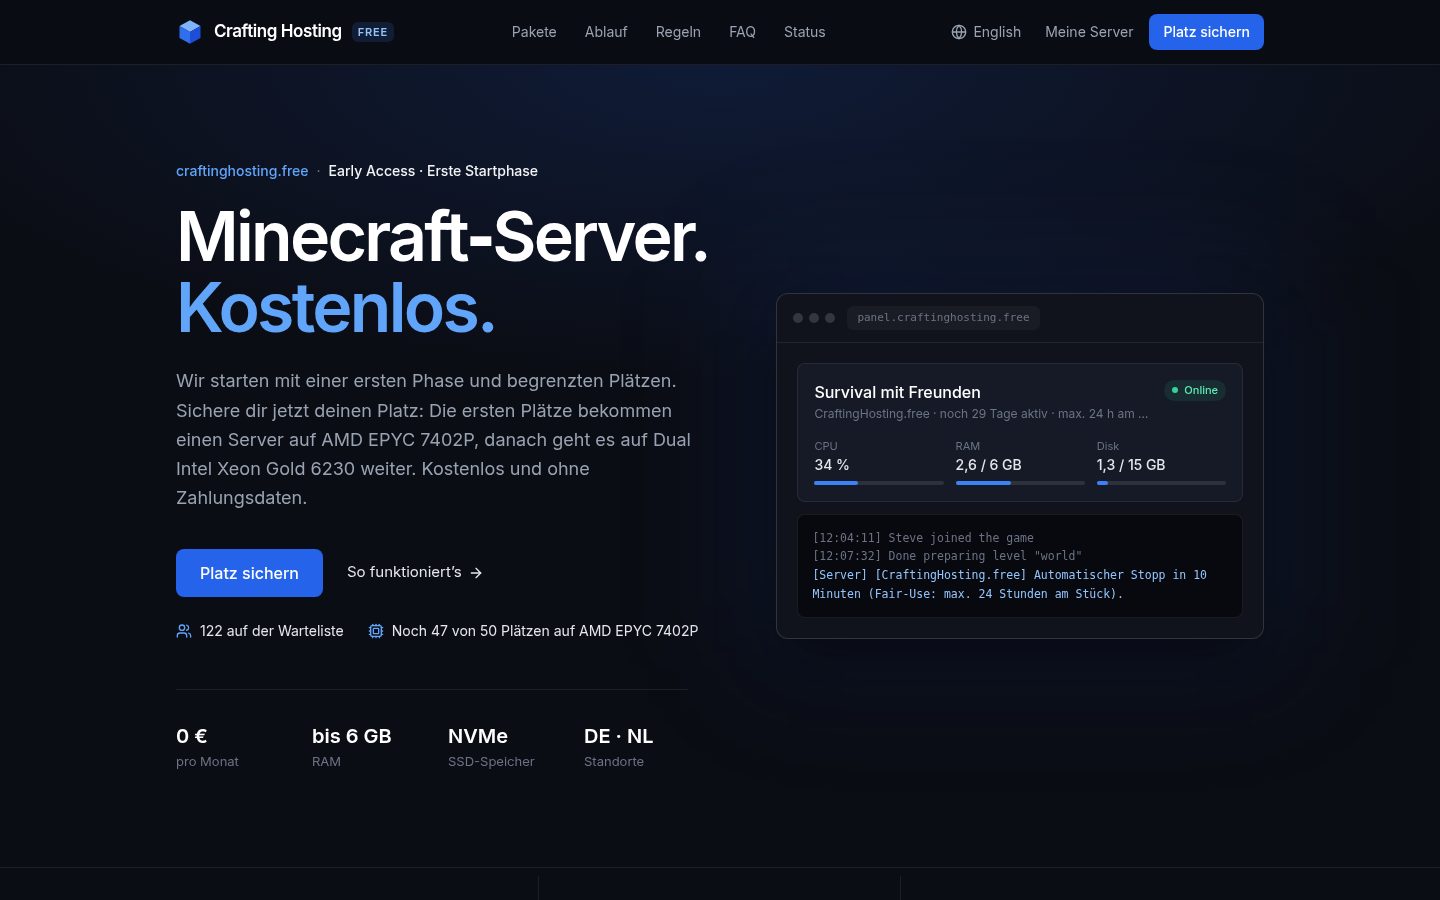 Crafting Hosting FREE
Pakete Ablauf Regeln FAQ Status
English Meine Server Platz sichern
craftinghosting.free · Early Access · Erste Startphase
Minecraft-Server.
Kostenlos.
Wir starten mit einer ersten Phase und begrenzten Plätzen.
Sichere dir jetzt deinen Platz: Die ersten Plätze bekommen
einen Server auf AMD EPYC 7402P, danach geht es auf Dual
Intel Xeon Gold 6230 weiter. Kostenlos und ohne
Zahlungsdaten.
Platz sichern So funktioniert’s →
122 auf der Warteliste Noch 47 von 50 Plätzen auf AMD EPYC 7402P
0 € bis 6 GB NVMe DE · NL
pro Monat RAM SSD-Speicher Standorte
panel.craftinghosting.free
Survival mit Freunden Online
CraftingHosting.free · noch 29 Tage aktiv · max. 24 h am ...
CPU RAM Disk
34 % 2,6 / 6 GB 1,3 / 15 GB
[12:04:11] Steve joined the game
[12:07:32] Done preparing level "world"
[Server] [CraftingHosting.free] Automatischer Stopp in 10
Minuten (Fair-Use: max. 24 Stunden am Stück).